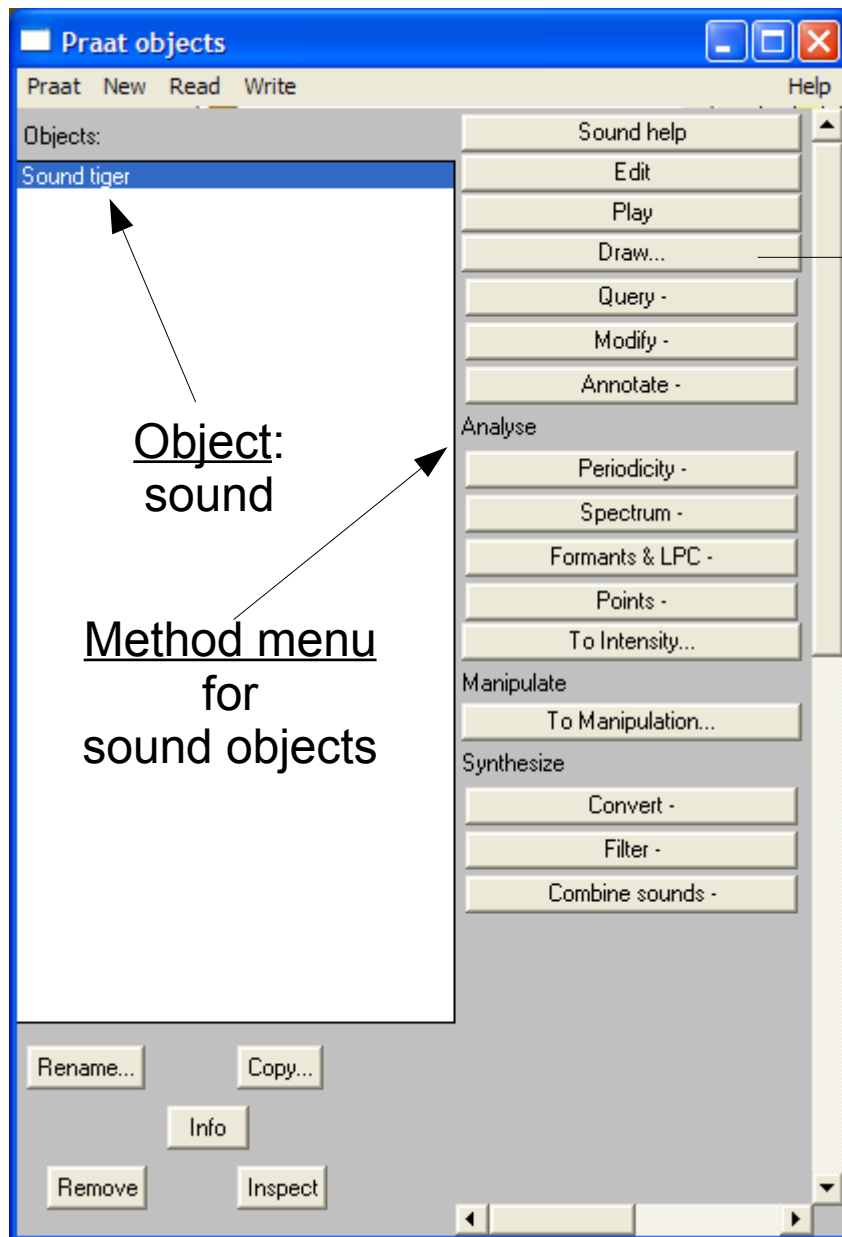 Praat objects
Praat New Read Write Help
Objects:
Sound tiger
Object:
sound
Method menu
for
sound objects
Sound help
Edit
Play
Draw...
Query -
Modify -
Annotate -
Analyse
Periodicity -
Spectrum -
Formants & LPC -
Points -
To Intensity...
Manipulate
To Manipulation...
Synthesize
Convert -
Filter -
Combine sounds -
Rename... Copy...
Info
Remove Inspect